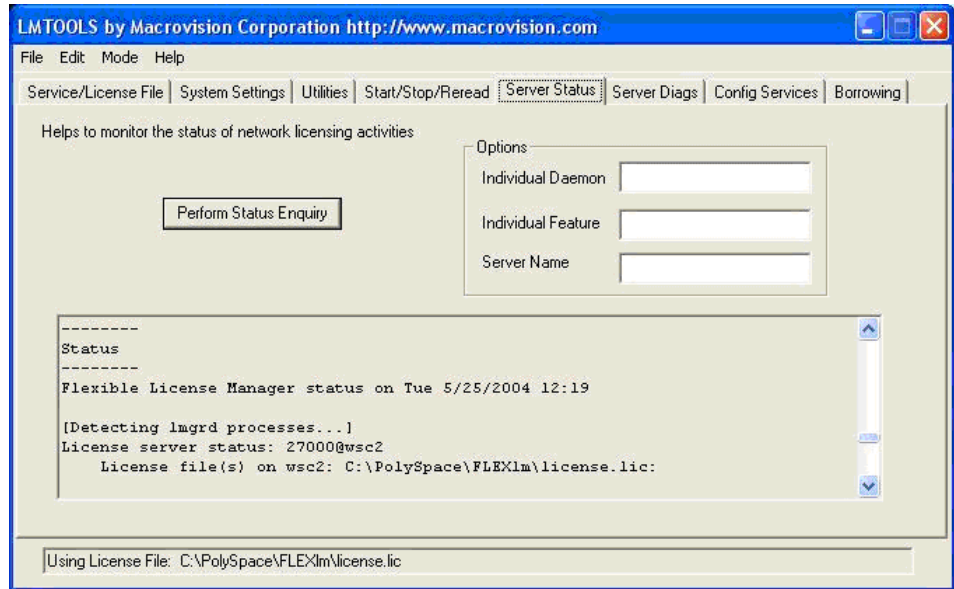 LMTOOLS by Macrovision Corporation http://www.macrovision.com
File Edit Mode Help
Service/License File System Settings Utilities Start/Stop/Reread Server Status Server Diags Config Services Borrowing
Helps to monitor the status of network licensing activities
Options
Individual Daemon
Perform Status Enquiry
Individual Feature
Server Name
--------
Status
--------
Flexible License Manager status on Tue 5/25/2004 12:19
[Detecting lmgrd processes...]
License server status: 27000@wsc2
License file(s) on wsc2: C:\PolySpace\FLEXlm\license.lic:
Using License File: C:\PolySpace\FLEXlm\license.lic